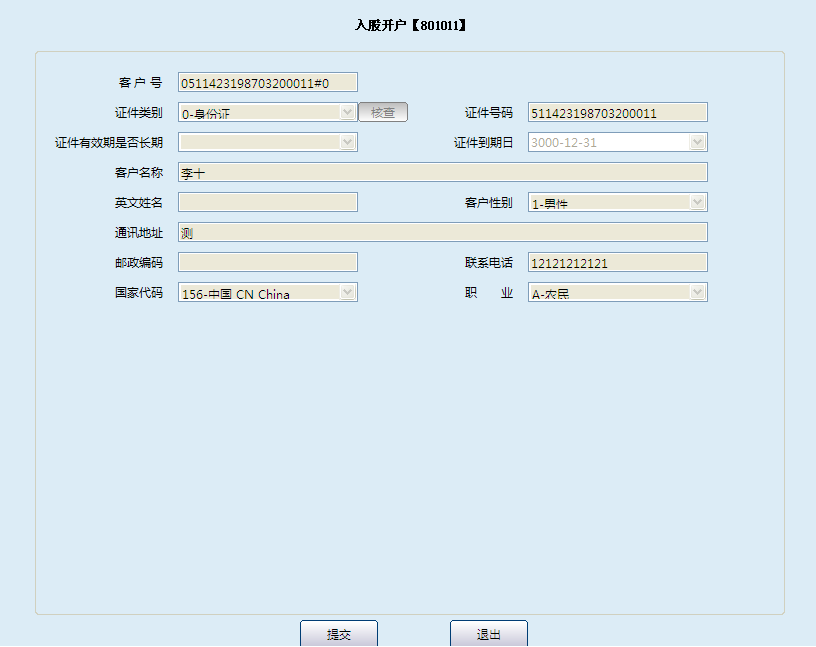 入股开户【801011】
客 户 号 0511423198703200011#0
证件类别 0-身份证 核查 证件号码 511423198703200011
证件有效期是否长期 证件到期日 3000-12-31
客户名称 李十
英文姓名 客户性别 1-男性
通讯地址 测
邮政编码 联系电话 12121212121
国家代码 156-中国 CN China 职 业 A-农民
提交 退出